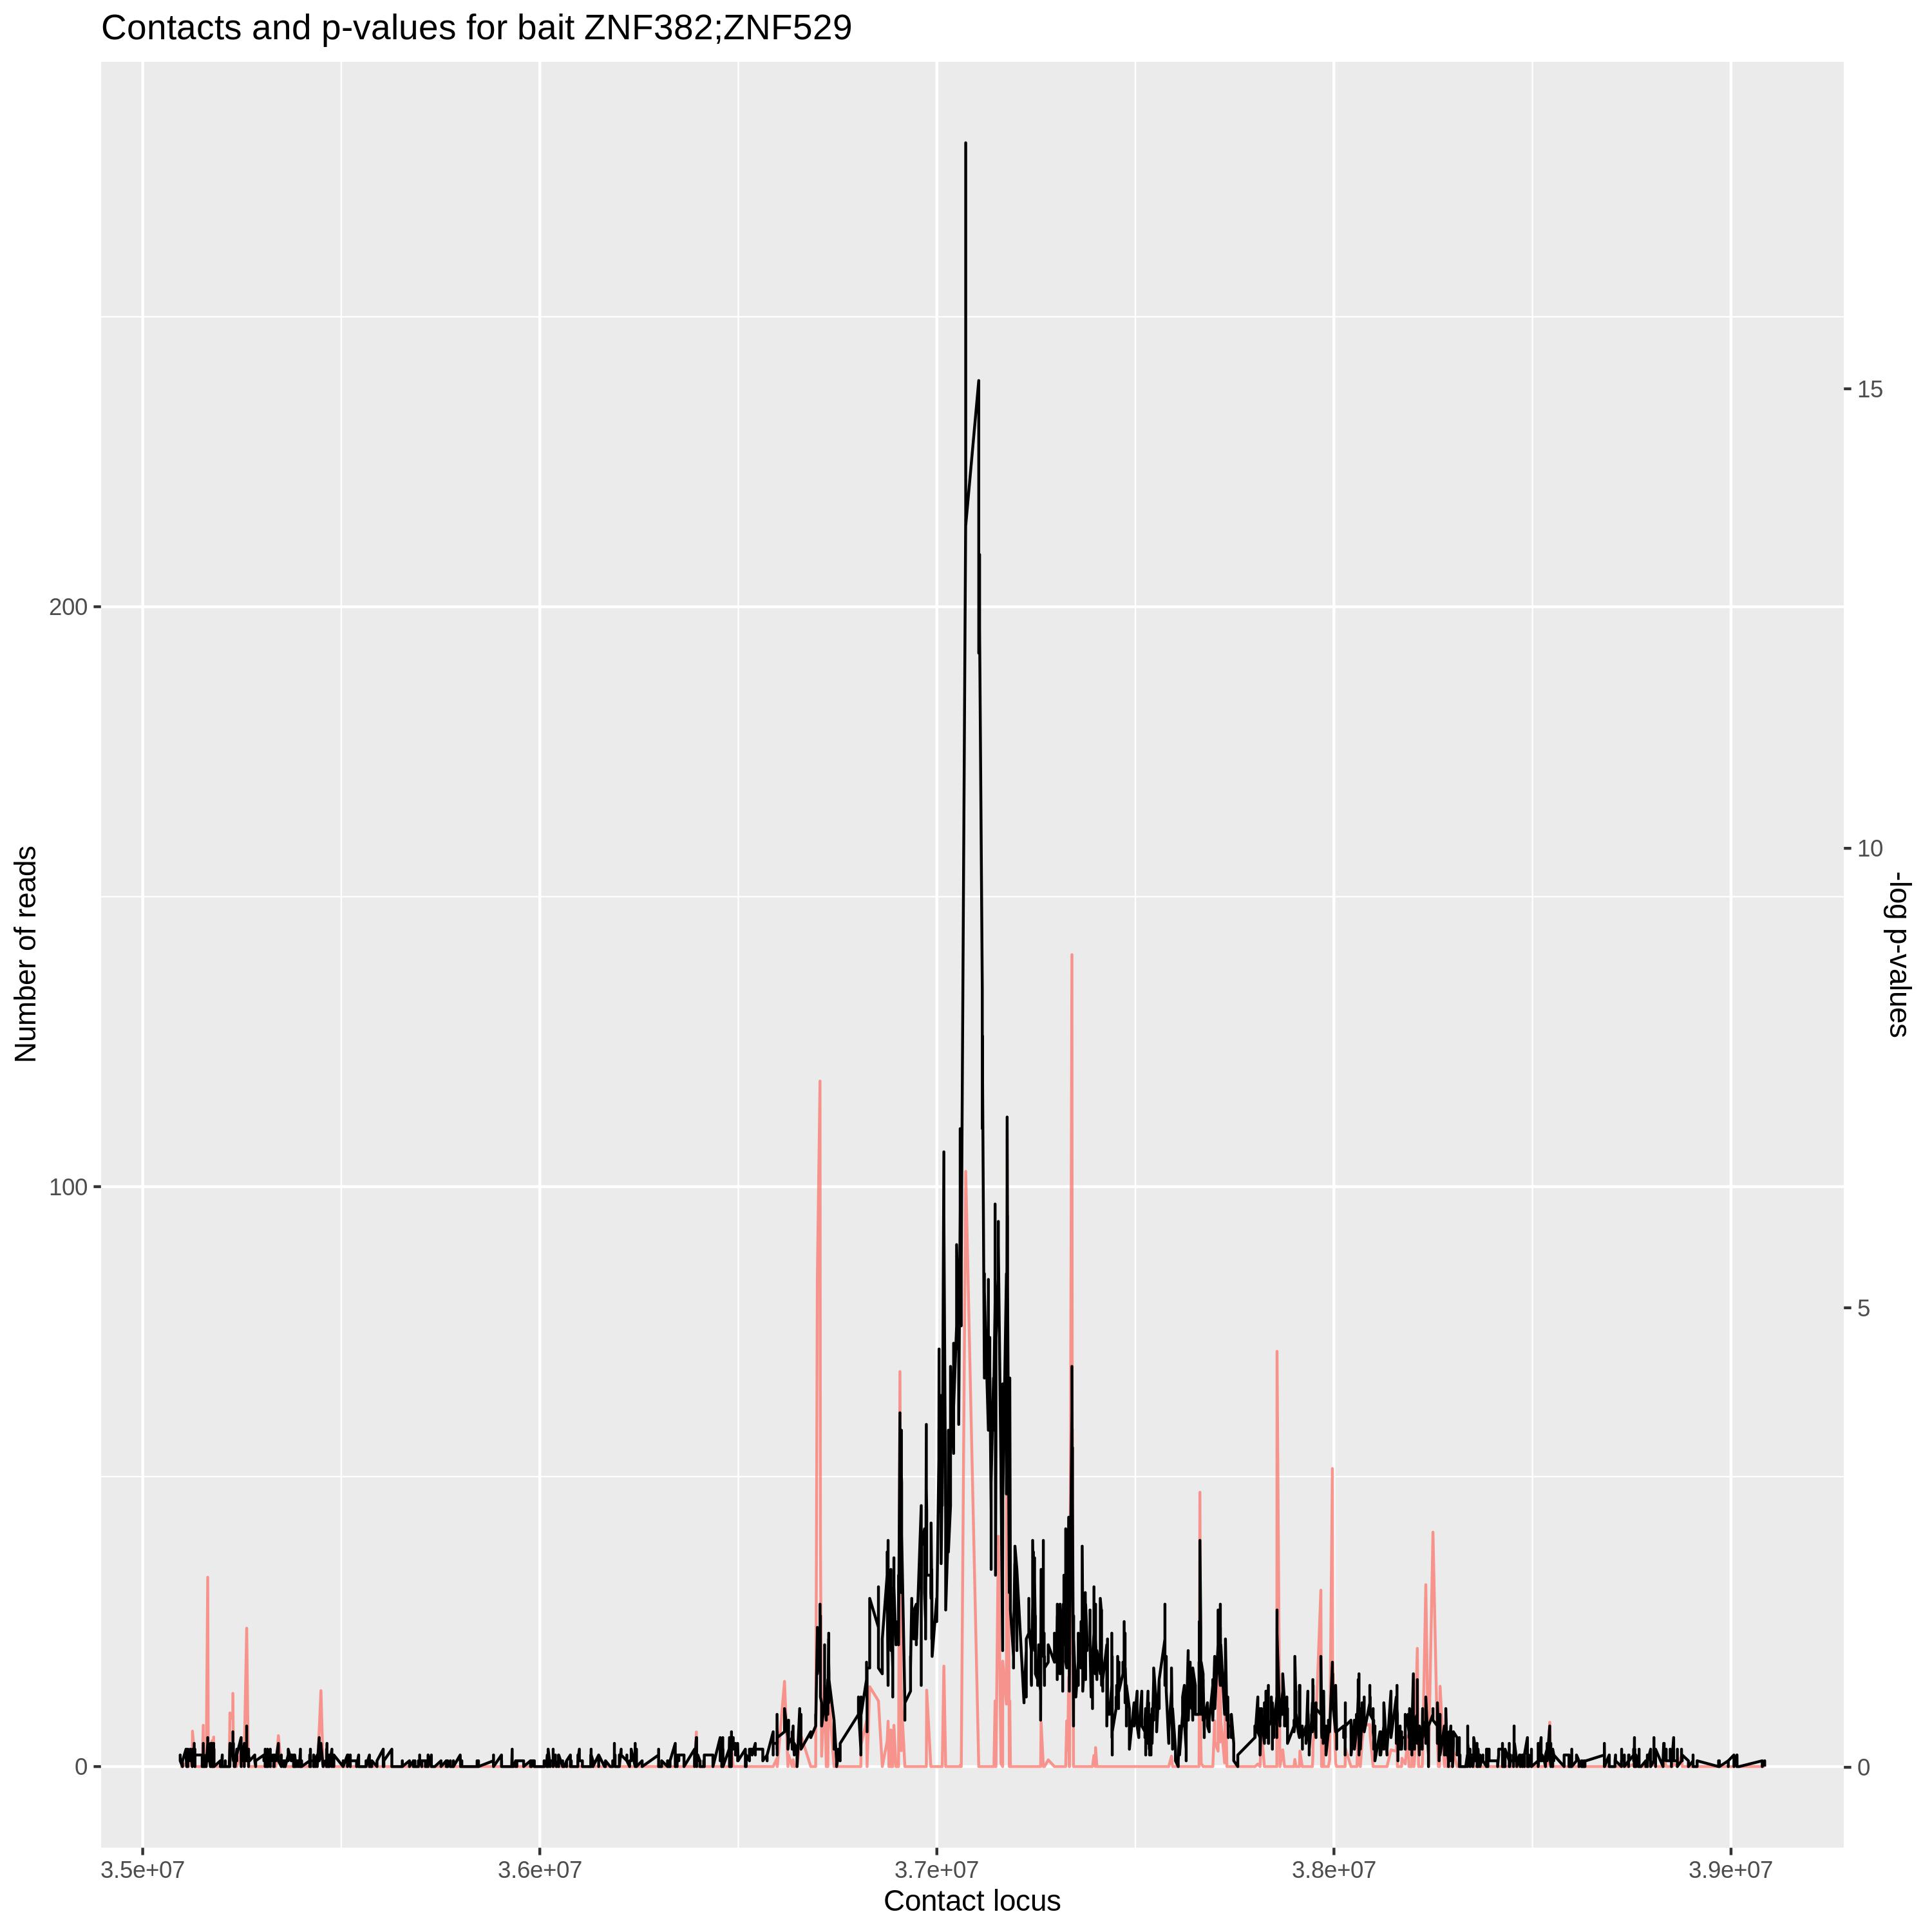 Contacts and p-values for bait ZNF382;ZNF529
Number of reads
200
100
0
15
10
5
0
-log p-values
3.5e+07 3.6e+07 3.7e+07 3.8e+07 3.9e+07
Contact locus